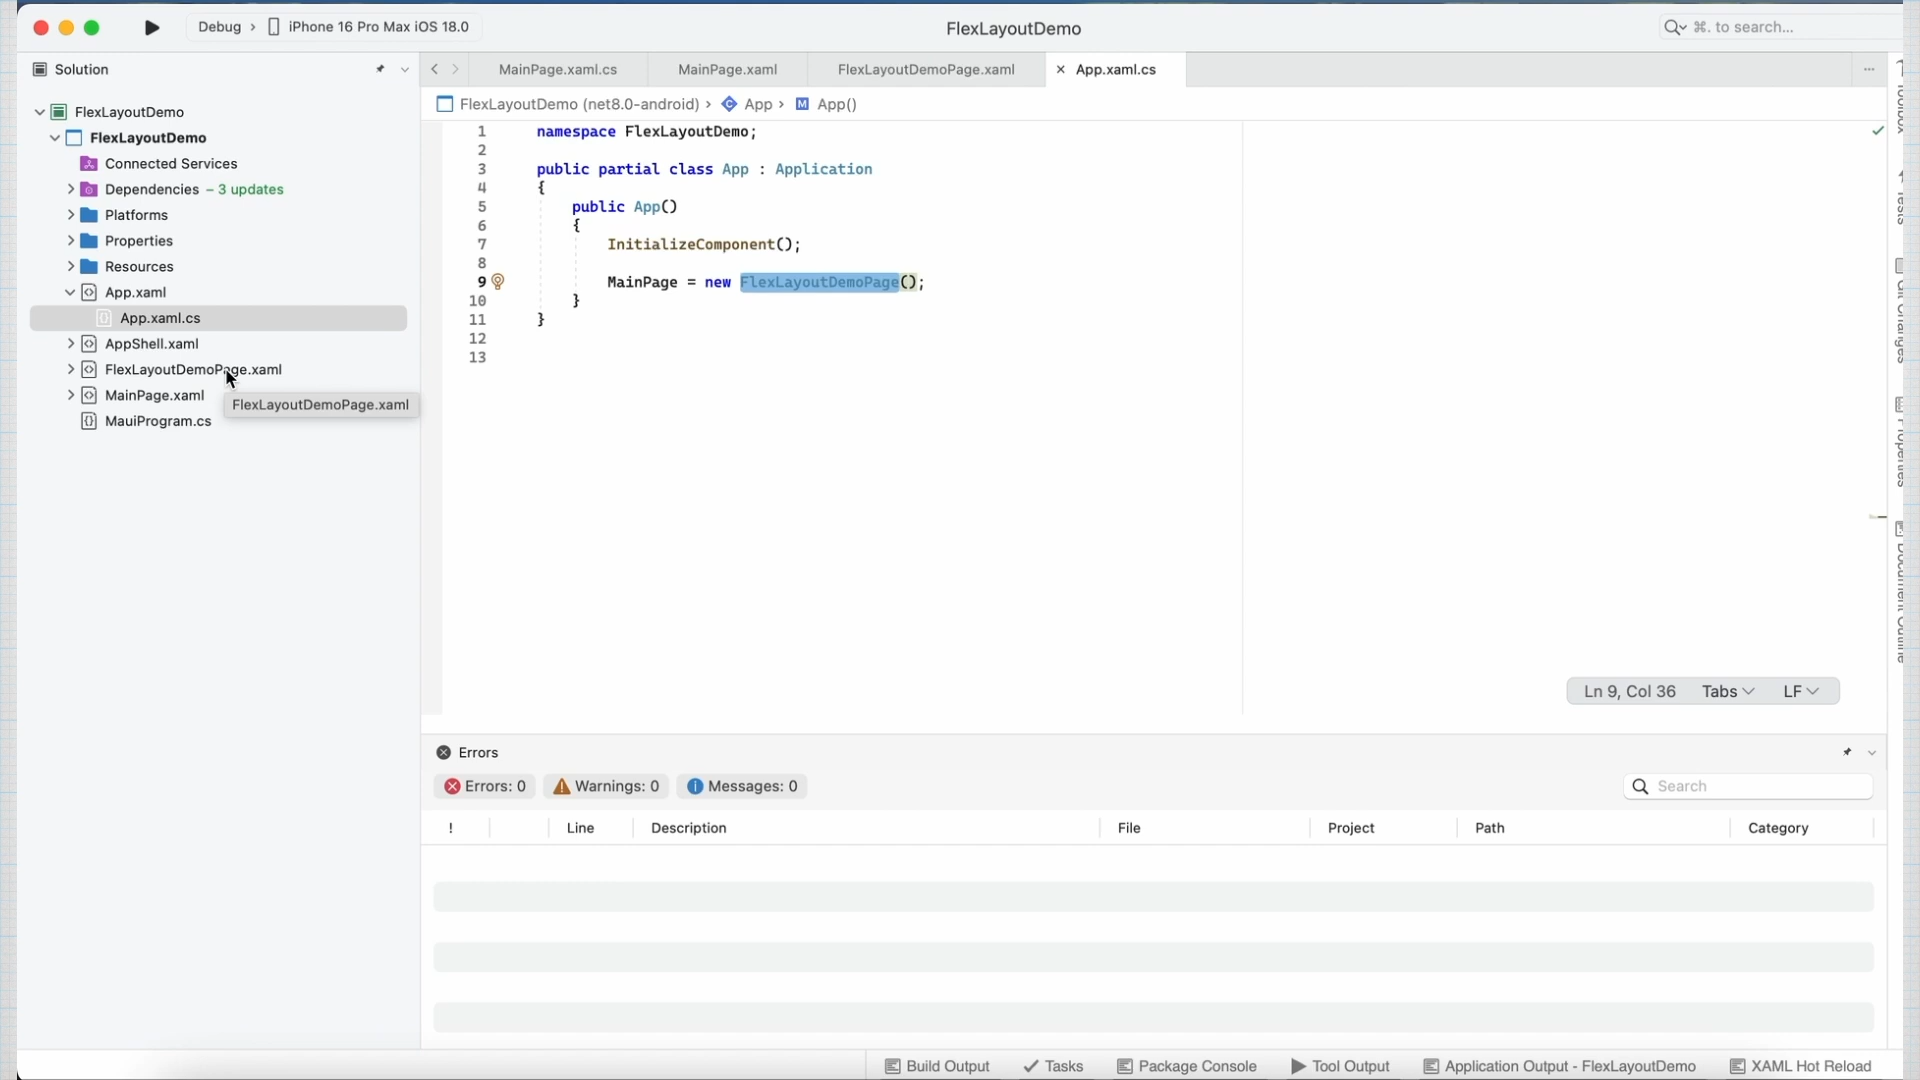 Debug > iPhone 16 Pro Max iOS 18.0
FlexLayoutDemo
⌘. to search...
Solution
FlexLayoutDemo
FlexLayoutDemo
Connected Services
Dependencies – 3 updates
Platforms
Properties
Resources
App.xaml
App.xaml.cs
AppShell.xaml
FlexLayoutDemoPage.xaml
MainPage.xaml
FlexLayoutDemoPage.xaml
MauiProgram.cs
MainPage.xaml.cs
MainPage.xaml
FlexLayoutDemoPage.xaml
App.xaml.cs
FlexLayoutDemo (net8.0-android) > App > M App()
1 namespace FlexLayoutDemo;
2
3 public partial class App : Application
4 {
5 public App()
6 {
7 InitializeComponent();
8
9 MainPage = new FlexLayoutDemoPage();
10 }
11 }
12
13
Ln 9, Col 36 Tabs LF
Errors
Errors: 0 Warnings: 0 Messages: 0
Search
! Line Description File Project Path Category
Build Output Tasks Package Console Tool Output Application Output - FlexLayoutDemo XAML Hot Reload